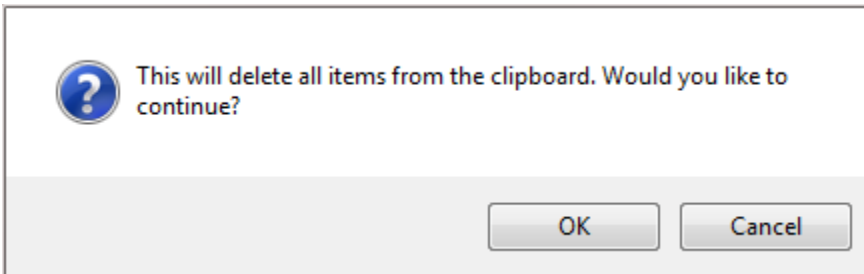 This will delete all items from the clipboard. Would you like to
continue?
OK
Cancel